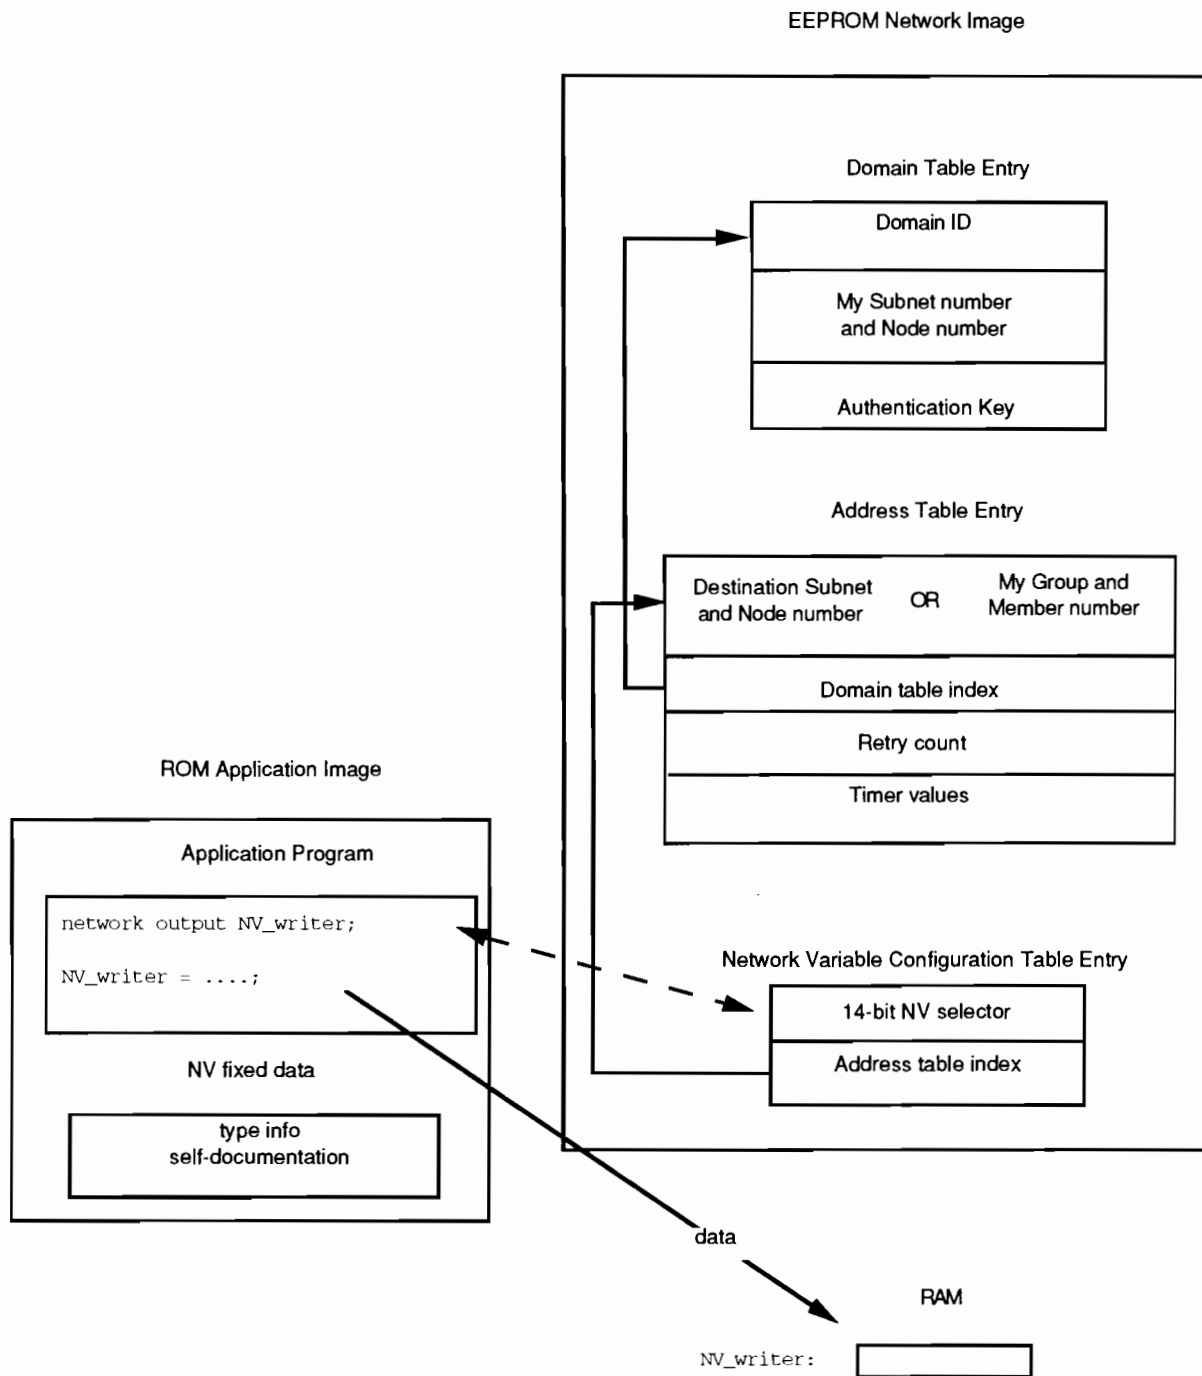 EEPROM Network Image
Domain Table Entry
Domain ID
My Subnet number
and Node number
Authentication Key
Address Table Entry
Destination Subnet
and Node number
OR
My Group and
Member number
Domain table index
Retry count
Timer values
ROM Application Image
Application Program
network output NV_writer;
NV_writer = ....;
NV fixed data
type info
self-documentation
Network Variable Configuration Table Entry
14-bit NV selector
Address table index
data
RAM
NV_writer: